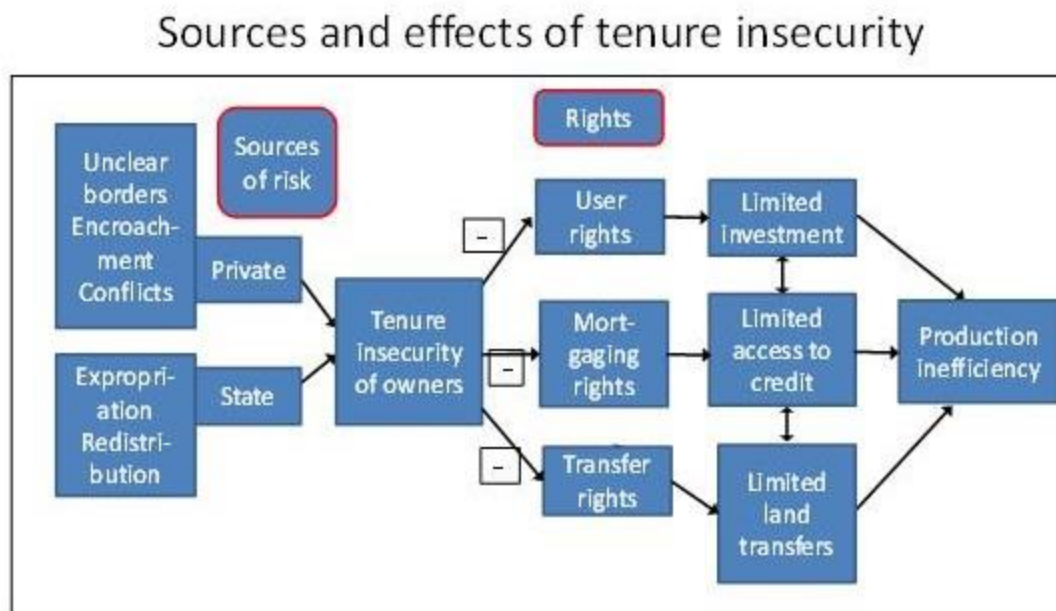 Sources and effects of tenure insecurity
Unclear
borders
Encroach-
ment
Conflicts
Sources
of risk
Private
Expropri-
ation
Redistri-
bution
State
Tenure
insecurity
of owners
Rights
-
User
rights
-
Mort-
gaging
rights
-
Transfer
rights
Limited
investment
Limited
access to
credit
Limited
land
transfers
Production
inefficiency